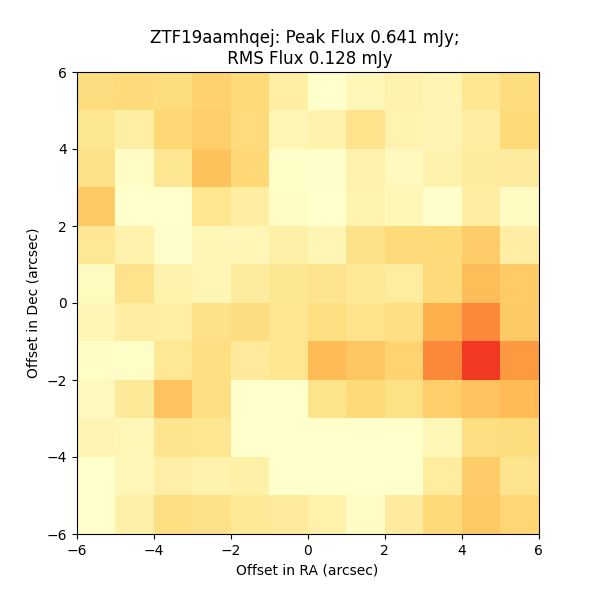 ZTF19aamhqej: Peak Flux 0.641 mJy;
RMS Flux 0.128 mJy
6
4
2
0
−2
−4
−6
Offset in Dec (arcsec)
−6 −4 −2 0 2 4 6
Offset in RA (arcsec)